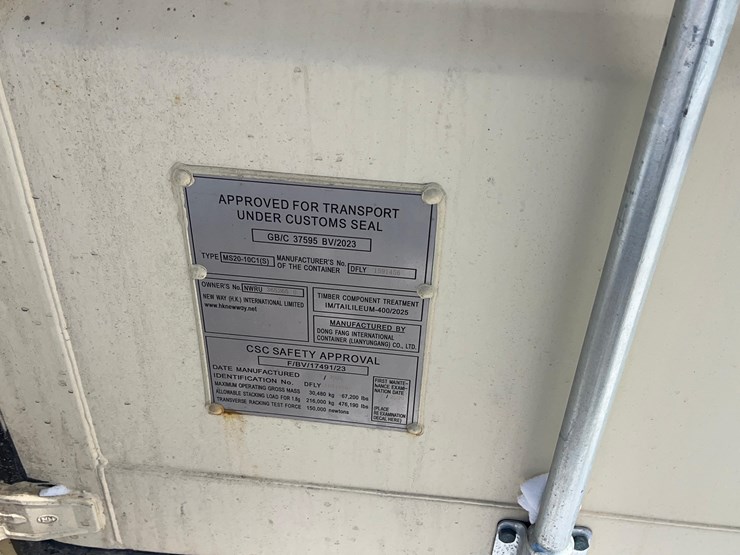 APPROVED FOR TRANSPORT
UNDER CUSTOMS SEAL
GB/C 37595 BV/2023
TYPE MS20-10C1(S) MANUFACTURER'S No. OF THE CONTAINER DFLY
OWNER'S No. NWRU
NEW WAY (H.K.) INTERNATIONAL LIMITED
www.hknewway.net
TIMBER COMPONENT TREATMENT
IM/TAILILEUM-400/2025
MANUFACTURED BY
DONG FANG INTERNATIONAL
CONTAINER (LIANYUNGANG) CO., LTD.
CSC SAFETY APPROVAL
F/BV/17491/23
DATE MANUFACTURED /
IDENTIFICATION No. DFLY
MAXIMUM OPERATING GROSS MASS 30,480 kg 67,200 lbs
ALLOWABLE STACKING LOAD FOR 1.8g 216,000 kg 476,190 lbs
TRANSVERSE RACKING TEST FORCE 150,000 newtons
FIRST MAINTE-
NANCE EXAMI-
NATION DATE
/
(PLACE
RE EXAMINATION
DECAL HERE)